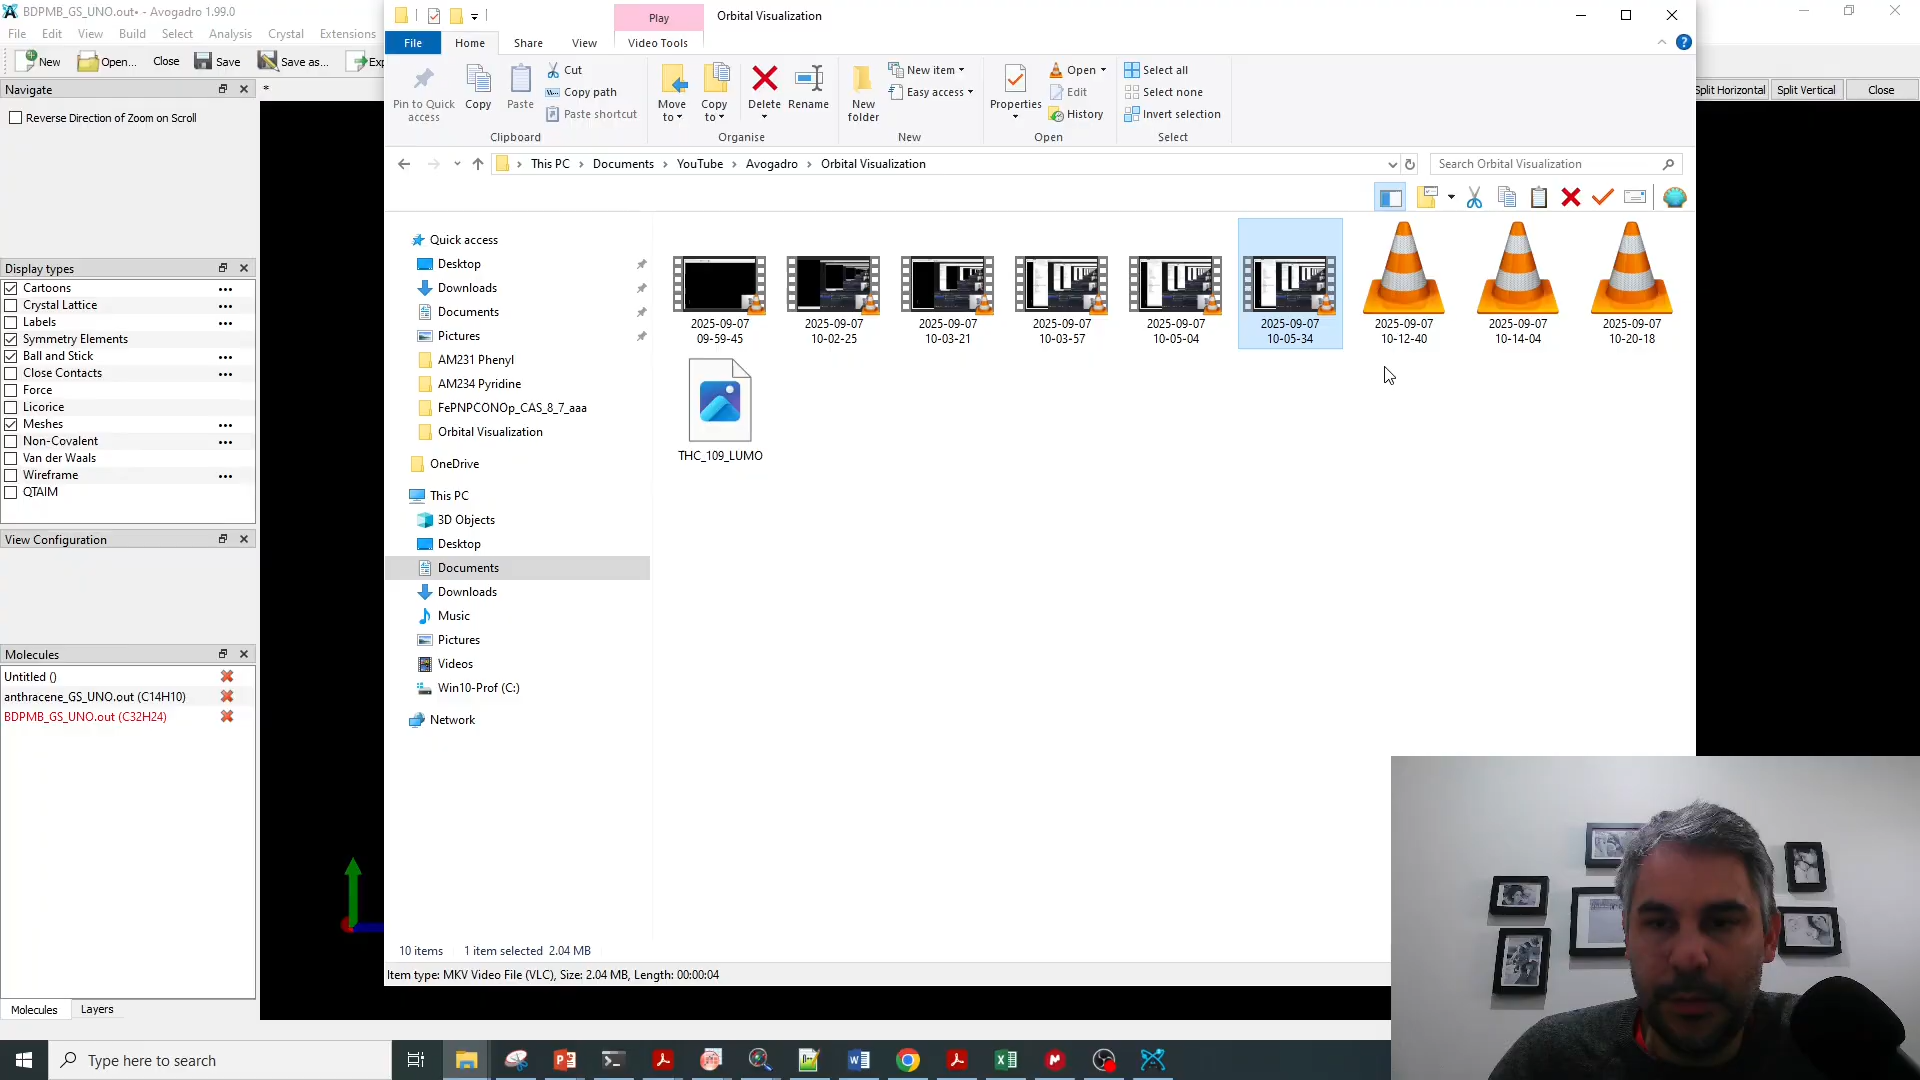 BDPMB_GS_UNO.out• - Avogadro 1.99.0
File Edit View Build Select Analysis Crystal Extensions
New Open... Close Save Save as...
Navigate
*
Reverse Direction of Zoom on Scroll
Display types
Cartoons •••
Crystal Lattice •••
Labels •••
Symmetry Elements
Ball and Stick •••
Close Contacts •••
Force
Licorice
Meshes •••
Non-Covalent •••
Van der Waals
Wireframe •••
QTAIM
View Configuration
Molecules
Untitled ()
anthracene_GS_UNO.out (C14H10)
BDPMB_GS_UNO.out (C32H24)
Molecules Layers
Play
Orbital Visualization
File Home Share View Video Tools
Pin to Quick access
Copy
Paste
Cut
Copy path
Paste shortcut
Clipboard
Move to
Copy to
Delete
Rename
Organise
New folder
New item
Easy access
New
Properties
Open
Edit
History
Open
Select all
Select none
Invert selection
Select
This PC > Documents > YouTube > Avogadro > Orbital Visualization
Search Orbital Visualization
Split Horizontal Split Vertical Close
Quick access
Desktop
Downloads
Documents
Pictures
AM231 Phenyl
AM234 Pyridine
FePNPCONOp_CAS_8_7_aaa
Orbital Visualization
OneDrive
This PC
3D Objects
Desktop
Documents
Downloads
Music
Pictures
Videos
Win10-Prof (C:)
Network
2025-09-07 09-59-45
2025-09-07 10-02-25
2025-09-07 10-03-21
2025-09-07 10-03-57
2025-09-07 10-05-04
2025-09-07 10-05-34
2025-09-07 10-12-40
2025-09-07 10-14-04
2025-09-07 10-20-18
THC_109_LUMO
10 items 1 item selected 2.04 MB
Item type: MKV Video File (VLC), Size: 2.04 MB, Length: 00:00:04
Type here to search